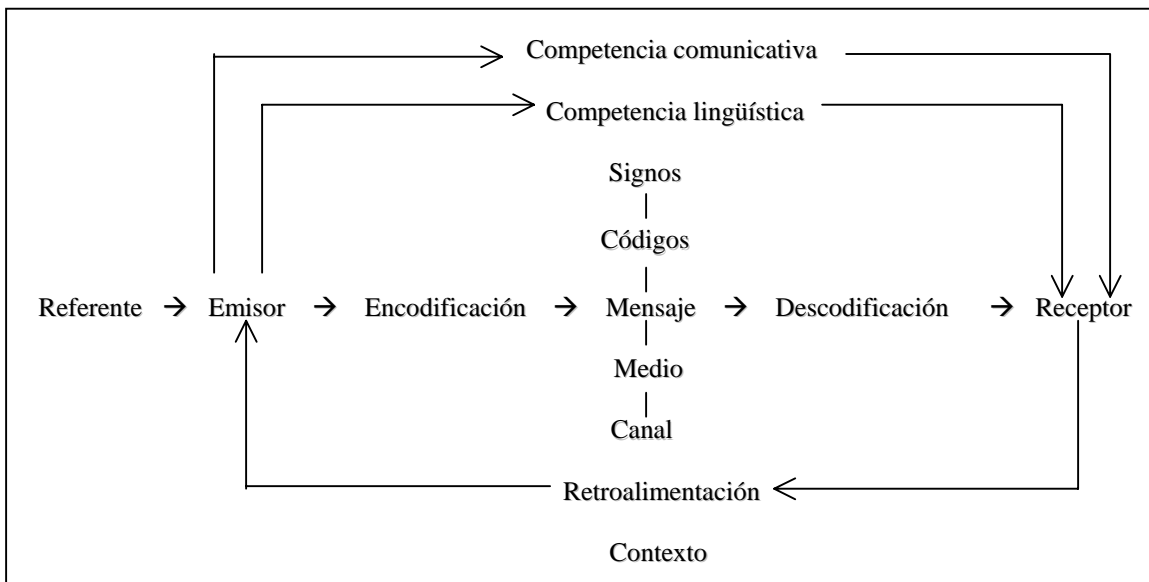 Competencia comunicativa
Competencia lingüística
Signos
Códigos
Referente → Emisor → Encodificación → Mensaje → Descodificación → Receptor
Medio
Canal
Retroalimentación
Contexto